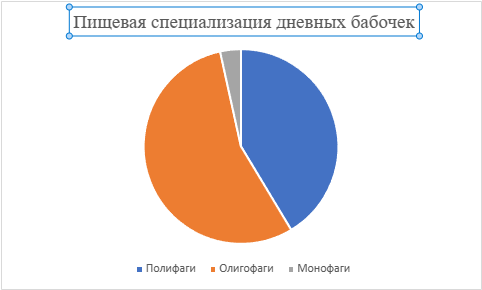 Пищевая специализация дневных бабочек
Полифаги Олигофаги Монофаги